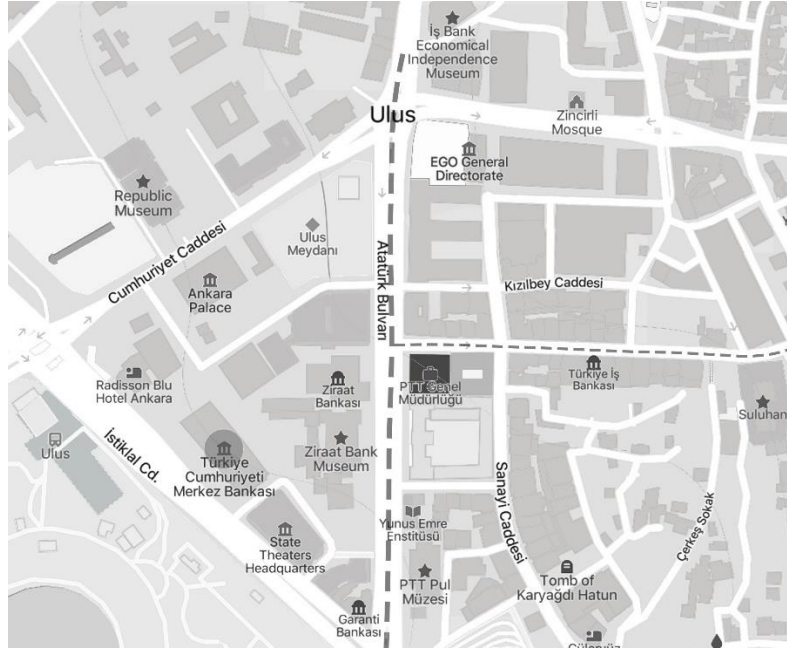 İş Bank
Economical
Independence
Museum
Ulus
Zincirli
Mosque
EGO General
Directorate
Republic
Museum
Ulus
Meydanı
Cumhuriyet Caddesi
Atatürk Bulvarı
Ankara
Palace
Kızılbey Caddesi
Radisson Blu
Hotel Ankara
Ziraat
Bankası
PTT Genel
Müdürlüğü
Türkiye İş
Bankası
Suluhan
Ulus
İstiklal Cd.
Türkiye
Cumhuriyeti
Merkez Bankası
Ziraat Bank
Museum
Sanayi Caddesi
Çerkeş Sokak
State
Theaters
Headquarters
Yunus Emre
Enstitüsü
PTT Pul
Müzesi
Tomb of
Karyağdı Hatun
Garanti
Bankası